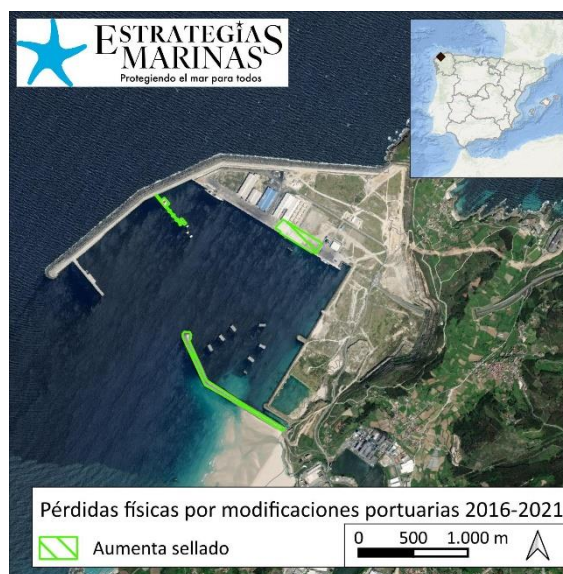 ESTRATEGIAS
MARINAS
Protegiendo el mar para todos
Pérdidas físicas por modificaciones portuarias 2016-2021
Aumenta sellado
0 500 1.000 m